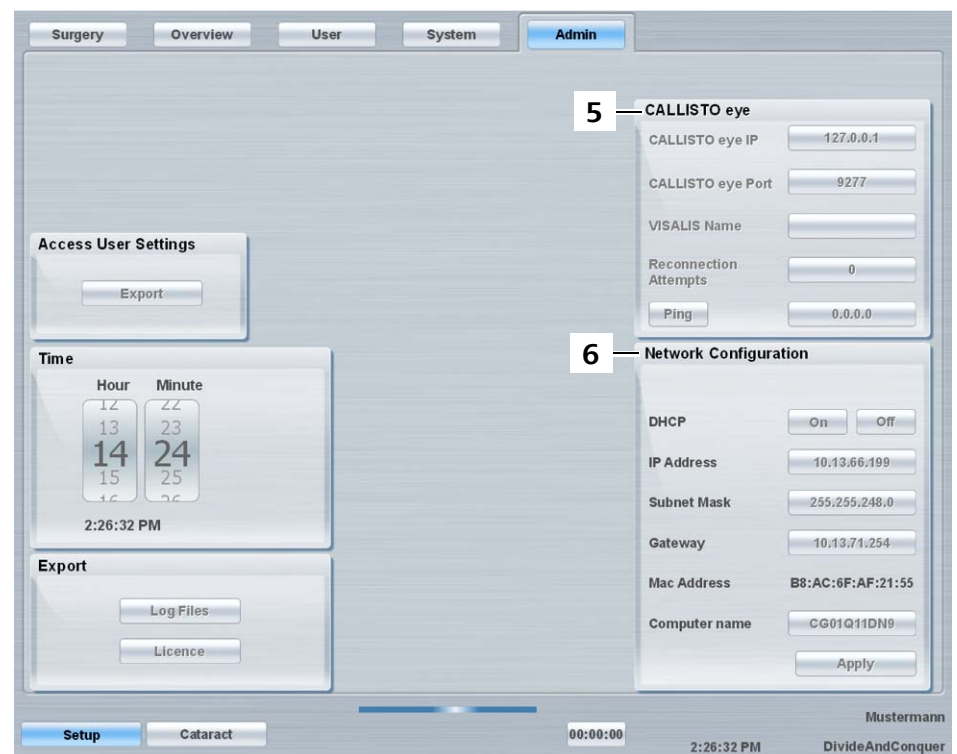 Surgery Overview User System Admin
5 CALLISTO eye
CALLISTO eye IP 127.0.0.1
CALLISTO eye Port 9277
VISALIS Name
Reconnection
Attempts 0
Ping 0.0.0.0
Access User Settings
Export
Time
Hour Minute
12 22
13 23
14 24
15 25
16 26
2:26:32 PM
Export
Log Files
Licence
6 Network Configuration
DHCP On Off
IP Address 10.13.66.199
Subnet Mask 255.255.248.0
Gateway 10.13.71.254
Mac Address B8:AC:6F:AF:21:55
Computer name CG01Q11DN9
Apply
Setup Cataract 00:00:00 Mustermann
2:26:32 PM DivideAndConquer